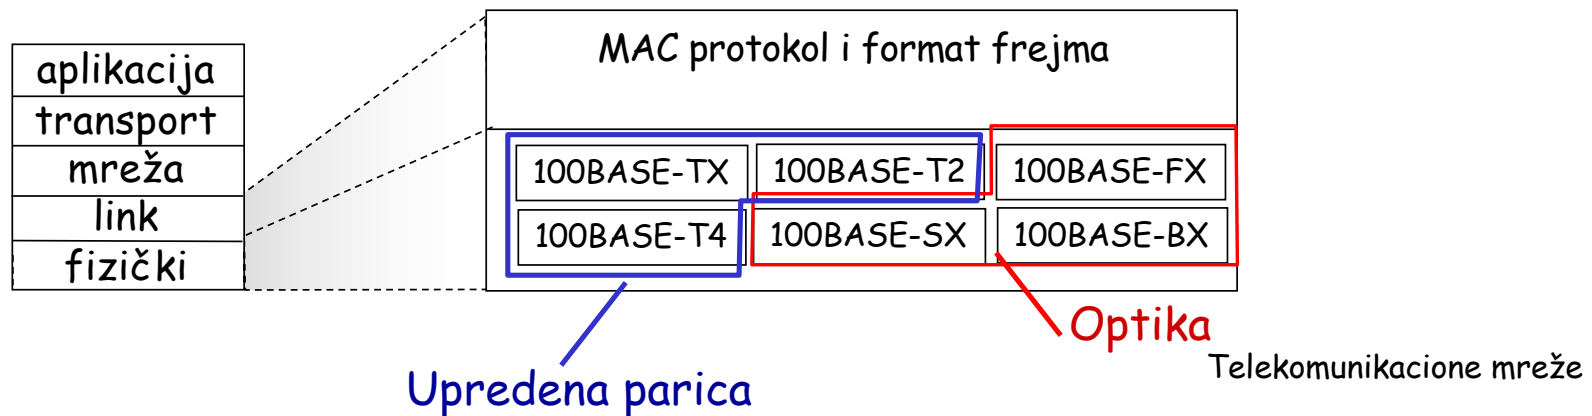 aplikacija
transport
mreža
link
fizički
MAC protokol i format frejma
100BASE-TX
100BASE-T2
100BASE-FX
100BASE-T4
100BASE-SX
100BASE-BX
Optika
Upredena parica
Telekomunikacione mreže